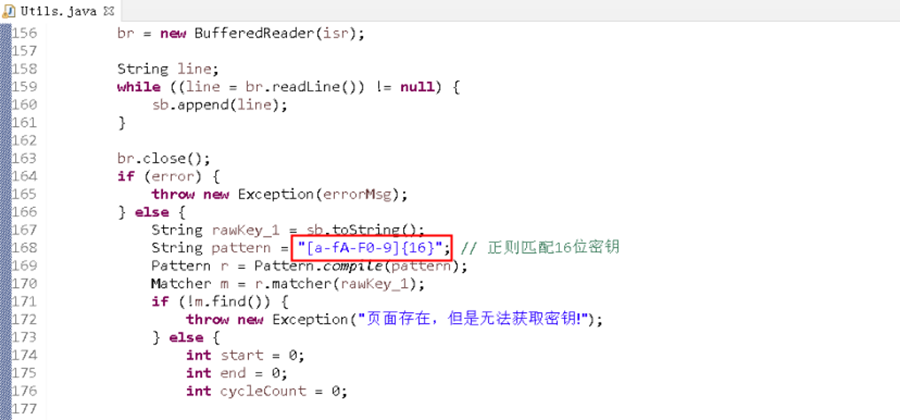 Utils.java
156 br = new BufferedReader(isr);
157
158 String line;
159 while ((line = br.readLine()) != null) {
160 sb.append(line);
161 }
162
163 br.close();
164 if (error) {
165 throw new Exception(errorMsg);
166 } else {
167 String rawKey_1 = sb.toString();
168 String pattern = "[a-fA-F0-9]{16}"; // 正则匹配16位密钥
169 Pattern r = Pattern.compile(pattern);
170 Matcher m = r.matcher(rawKey_1);
171 if (!m.find()) {
172 throw new Exception("页面存在，但是无法获取密钥!");
173 } else {
174 int start = 0;
175 int end = 0;
176 int cycleCount = 0;
177